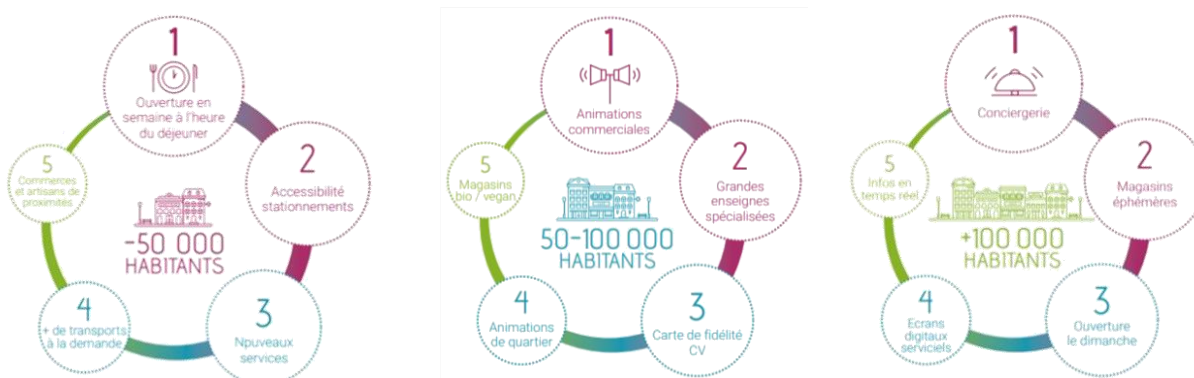 1
Ouverture en
semaine à l'heure
du déjeuner
2
Accessibilité
stationnements
3
Npuveaux
services
4
+ de transports
à la demande
5
Commerces
et artisans de
proximités
-50 000
HABITANTS
1
Animations
commerciales
2
Grandes
enseignes
spécialisées
3
Carte de fidélité
CV
4
Animations
de quartier
5
Magasins
bio / vegan
50-100 000
HABITANTS
1
Conciergerie
2
Magasins
éphémères
3
Ouverture
le dimanche
4
Ecrans
digitaux
serviciels
5
Infos en
temps réel
+100 000
HABITANTS